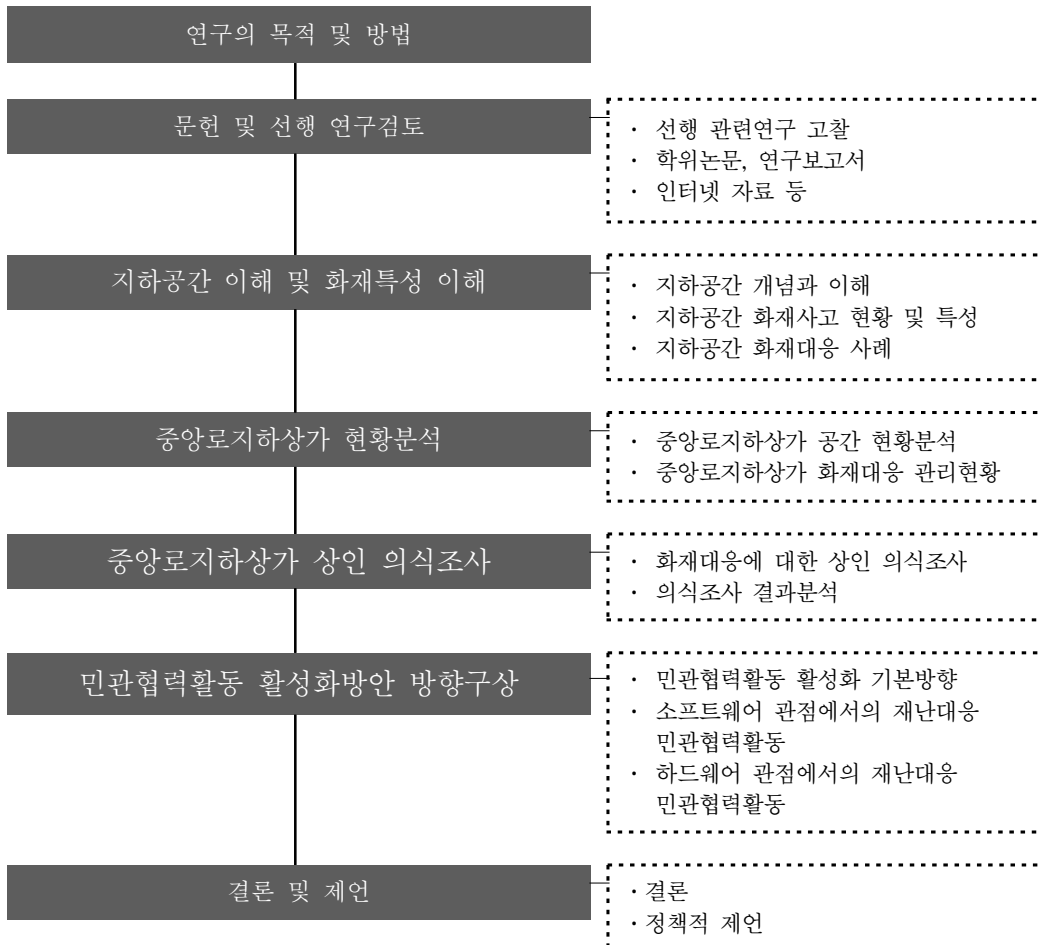 연구의 목적 및 방법
문헌 및 선행 연구검토
· 선행 관련연구 고찰
· 학위논문, 연구보고서
· 인터넷 자료 등
지하공간 이해 및 화재특성 이해
· 지하공간 개념과 이해
· 지하공간 화재사고 현황 및 특성
· 지하공간 화재대응 사례
중앙로지하상가 현황분석
· 중앙로지하상가 공간 현황분석
· 중앙로지하상가 화재대응 관리현황
중앙로지하상가 상인 의식조사
· 화재대응에 대한 상인 의식조사
· 의식조사 결과분석
민관협력활동 활성화방안 방향구상
· 민관협력활동 활성화 기본방향
· 소프트웨어 관점에서의 재난대응
민관협력활동
· 하드웨어 관점에서의 재난대응
민관협력활동
결론 및 제언
·결론
·정책적 제언